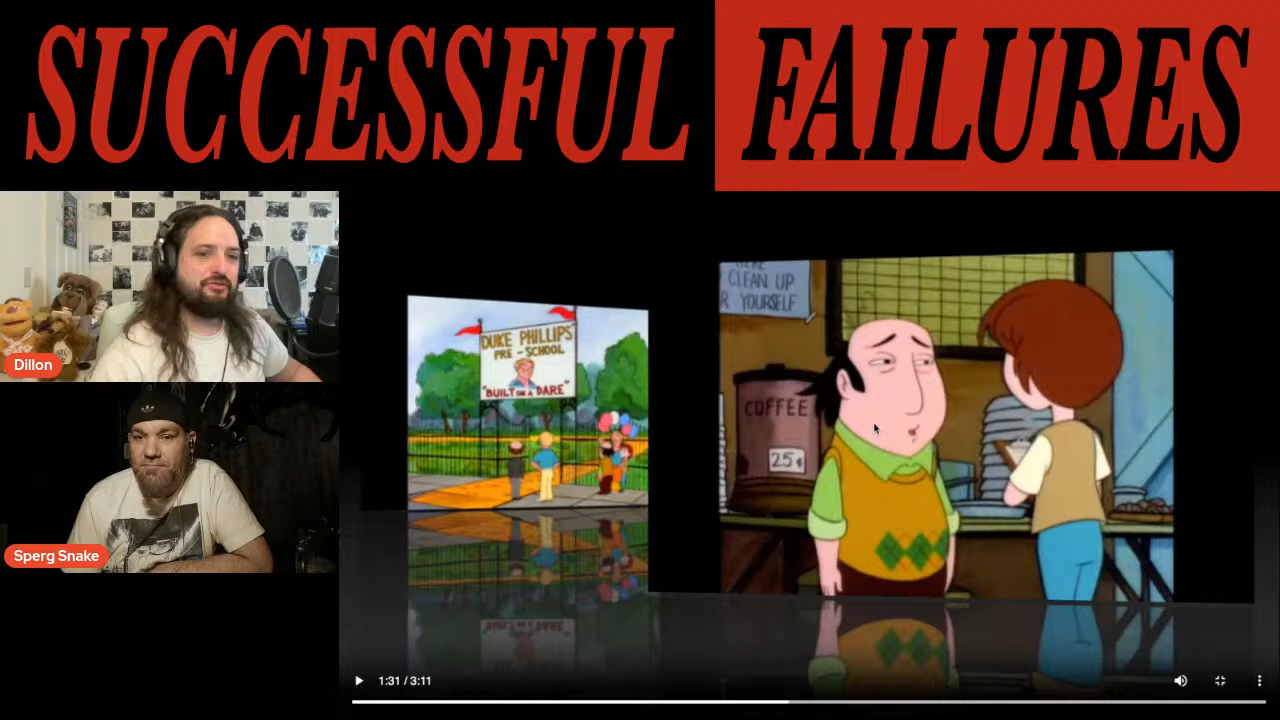 SUCCESSFUL FAILURES
Dillon
Sperg Snake
DUKE PHILLIPS'
PRE-SCHOOL
"BUILT ON A DARE"
CLEAN UP
R YOURSELF
COFFEE
25¢
1:31 / 3:11